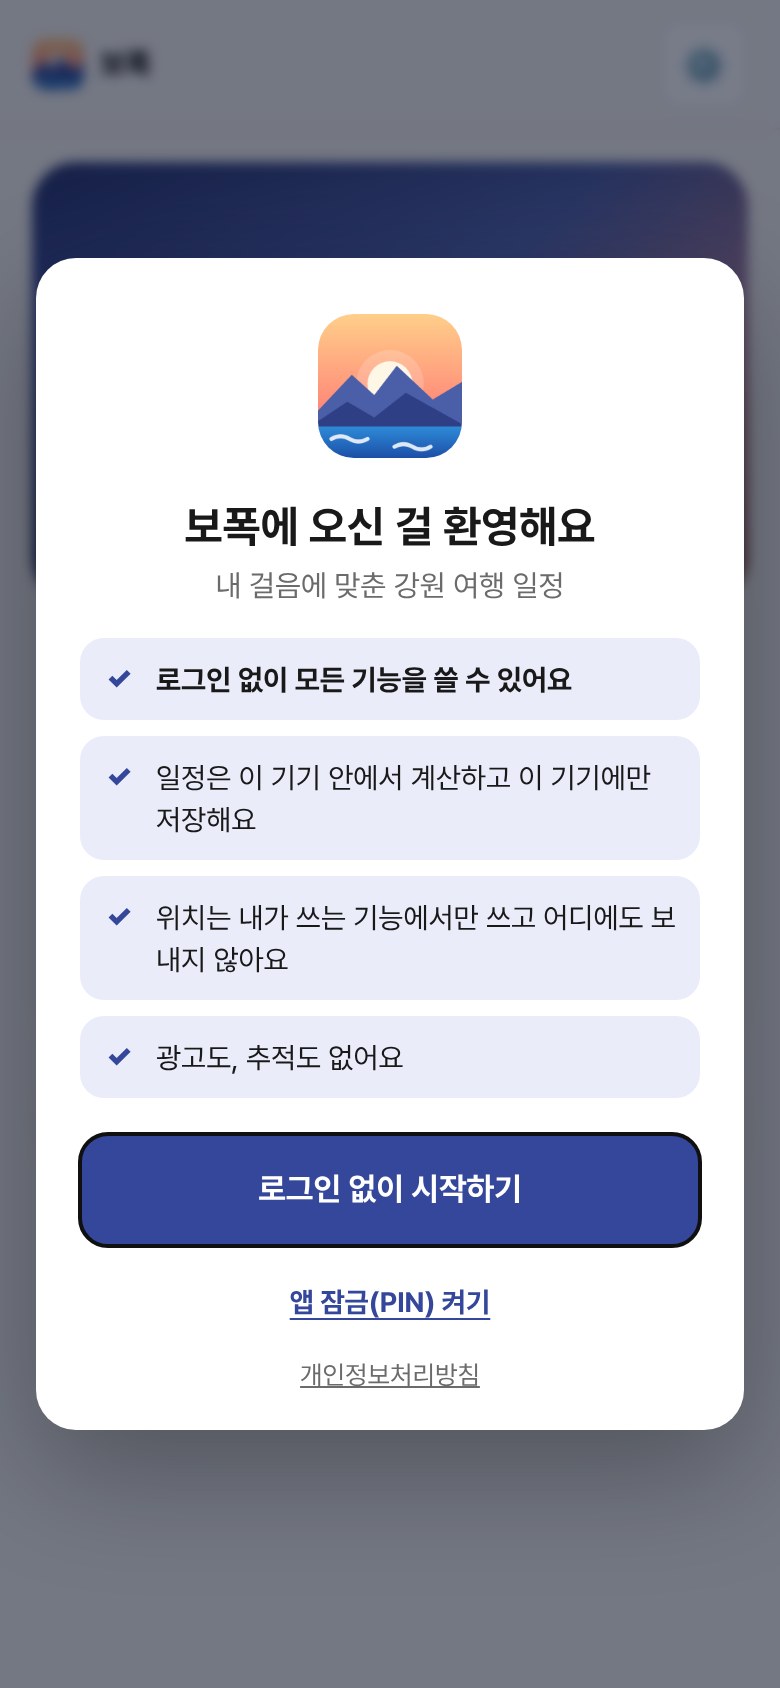 보폭
보폭에 오신 걸 환영해요
내 걸음에 맞춘 강원 여행 일정
로그인 없이 모든 기능을 쓸 수 있어요
일정은 이 기기 안에서 계산하고 이 기기에만
저장해요
위치는 내가 쓰는 기능에서만 쓰고 어디에도 보
내지 않아요
광고도, 추적도 없어요
로그인 없이 시작하기
앱 잠금(PIN) 켜기
개인정보처리방침